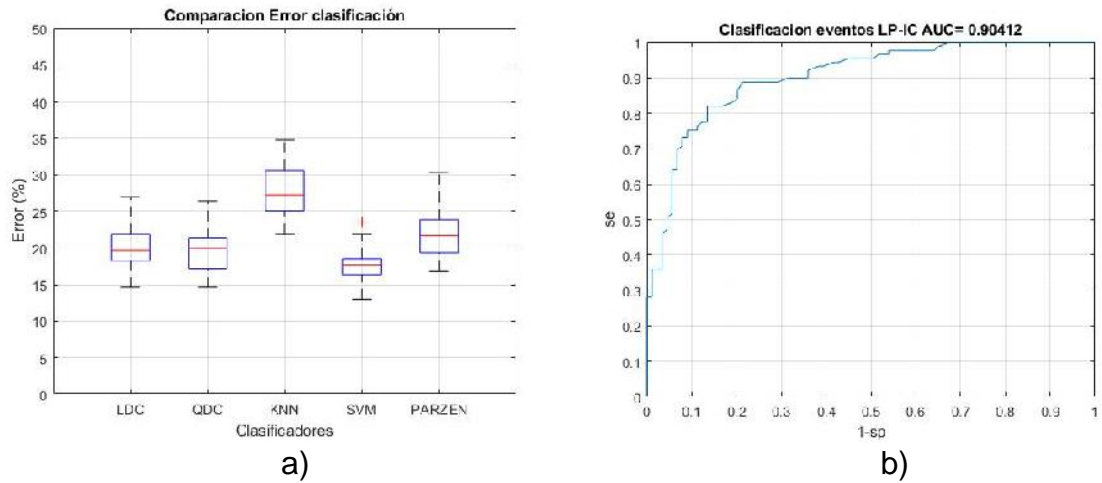 Comparacion Error clasificación
50
45
40
35
30
25
20
15
10
5
0
Error (%)
LDC QDC KNN SVM PARZEN
Clasificadores
a)
Clasificacion eventos LP-IC AUC= 0.90412
1
0.9
0.8
0.7
0.6
0.5
0.4
0.3
0.2
0.1
0
se
0 0.1 0.2 0.3 0.4 0.5 0.6 0.7 0.8 0.9 1
1-sp
b)